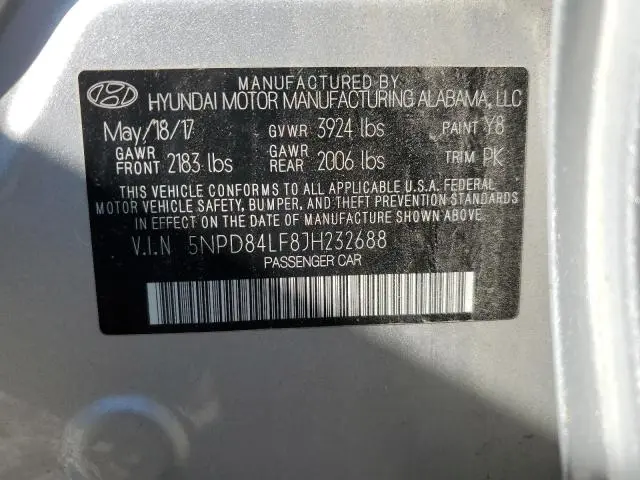 MANUFACTURED BY
HYUNDAI MOTOR MANUFACTURING ALABAMA, LLC
May/18/17 GVWR 3924 lbs PAINT Y8
GAWR FRONT 2183 lbs GAWR REAR 2006 lbs TRIM PK
THIS VEHICLE CONFORMS TO ALL APPLICABLE U.S.A. FEDERAL
MOTOR VEHICLE SAFETY, BUMPER, AND THEFT PREVENTION STANDARDS
IN EFFECT ON THE DATE OF MANUFACTURE SHOWN ABOVE.
V.I.N 5NPD84LF8JH232688
PASSENGER CAR